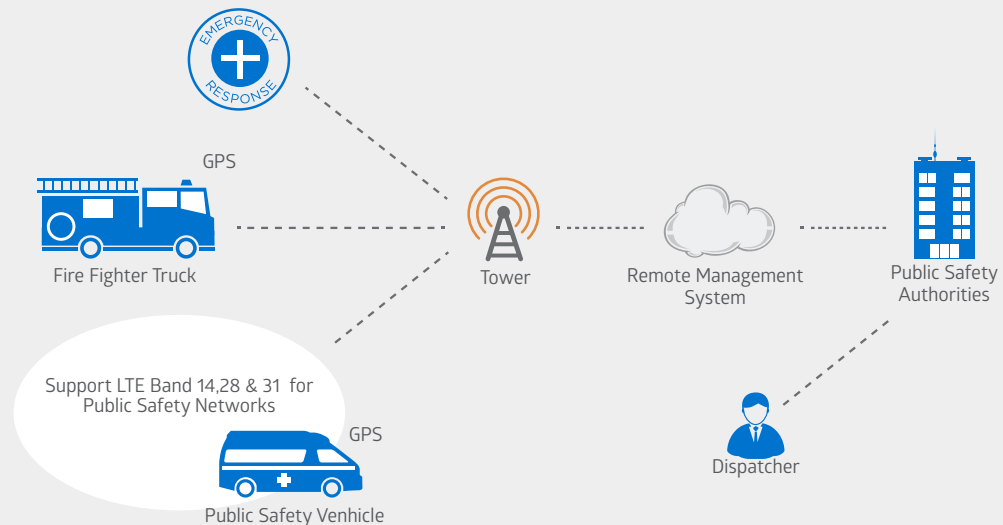 EMERGENCY
RESPONSE
GPS
Fire Fighter Truck
Tower
Remote Management
System
Public Safety
Authorities
Support LTE Band 14,28 & 31 for
Public Safety Networks
GPS
Public Safety Venhicle
Dispatcher